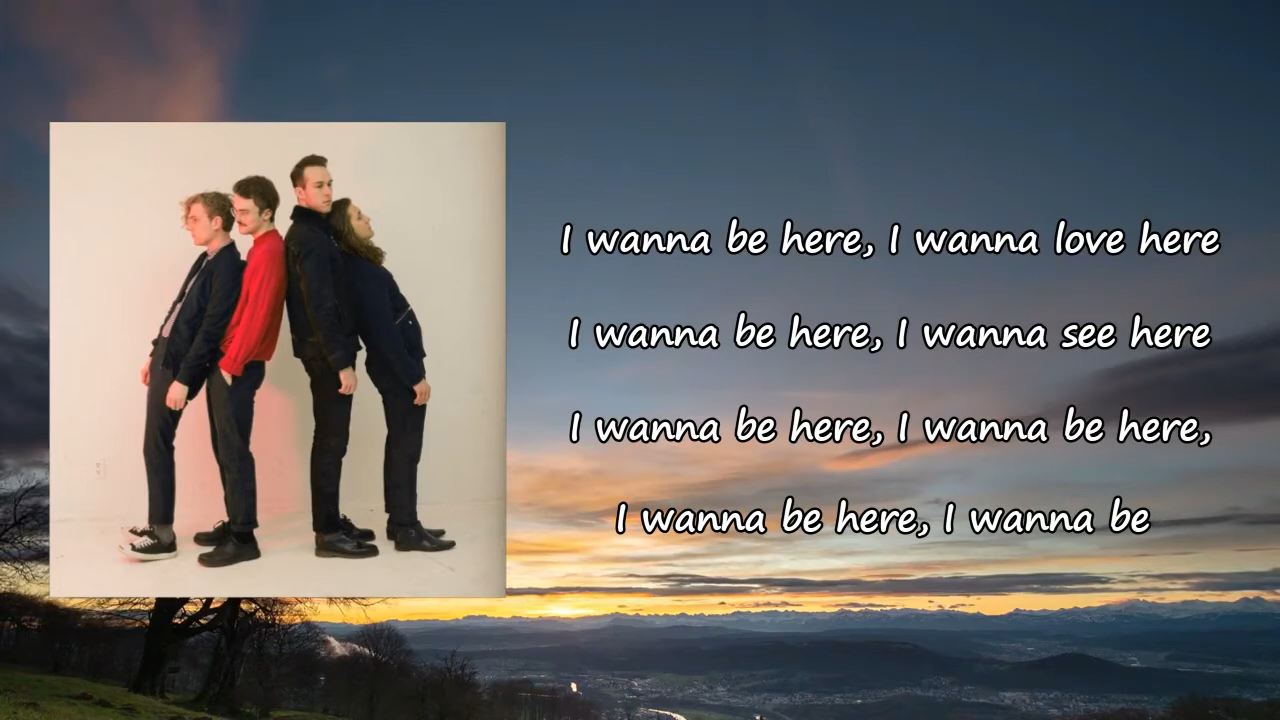 I wanna be here, I wanna love here
I wanna be here, I wanna see here
I wanna be here, I wanna be here,
I wanna be here, I wanna be